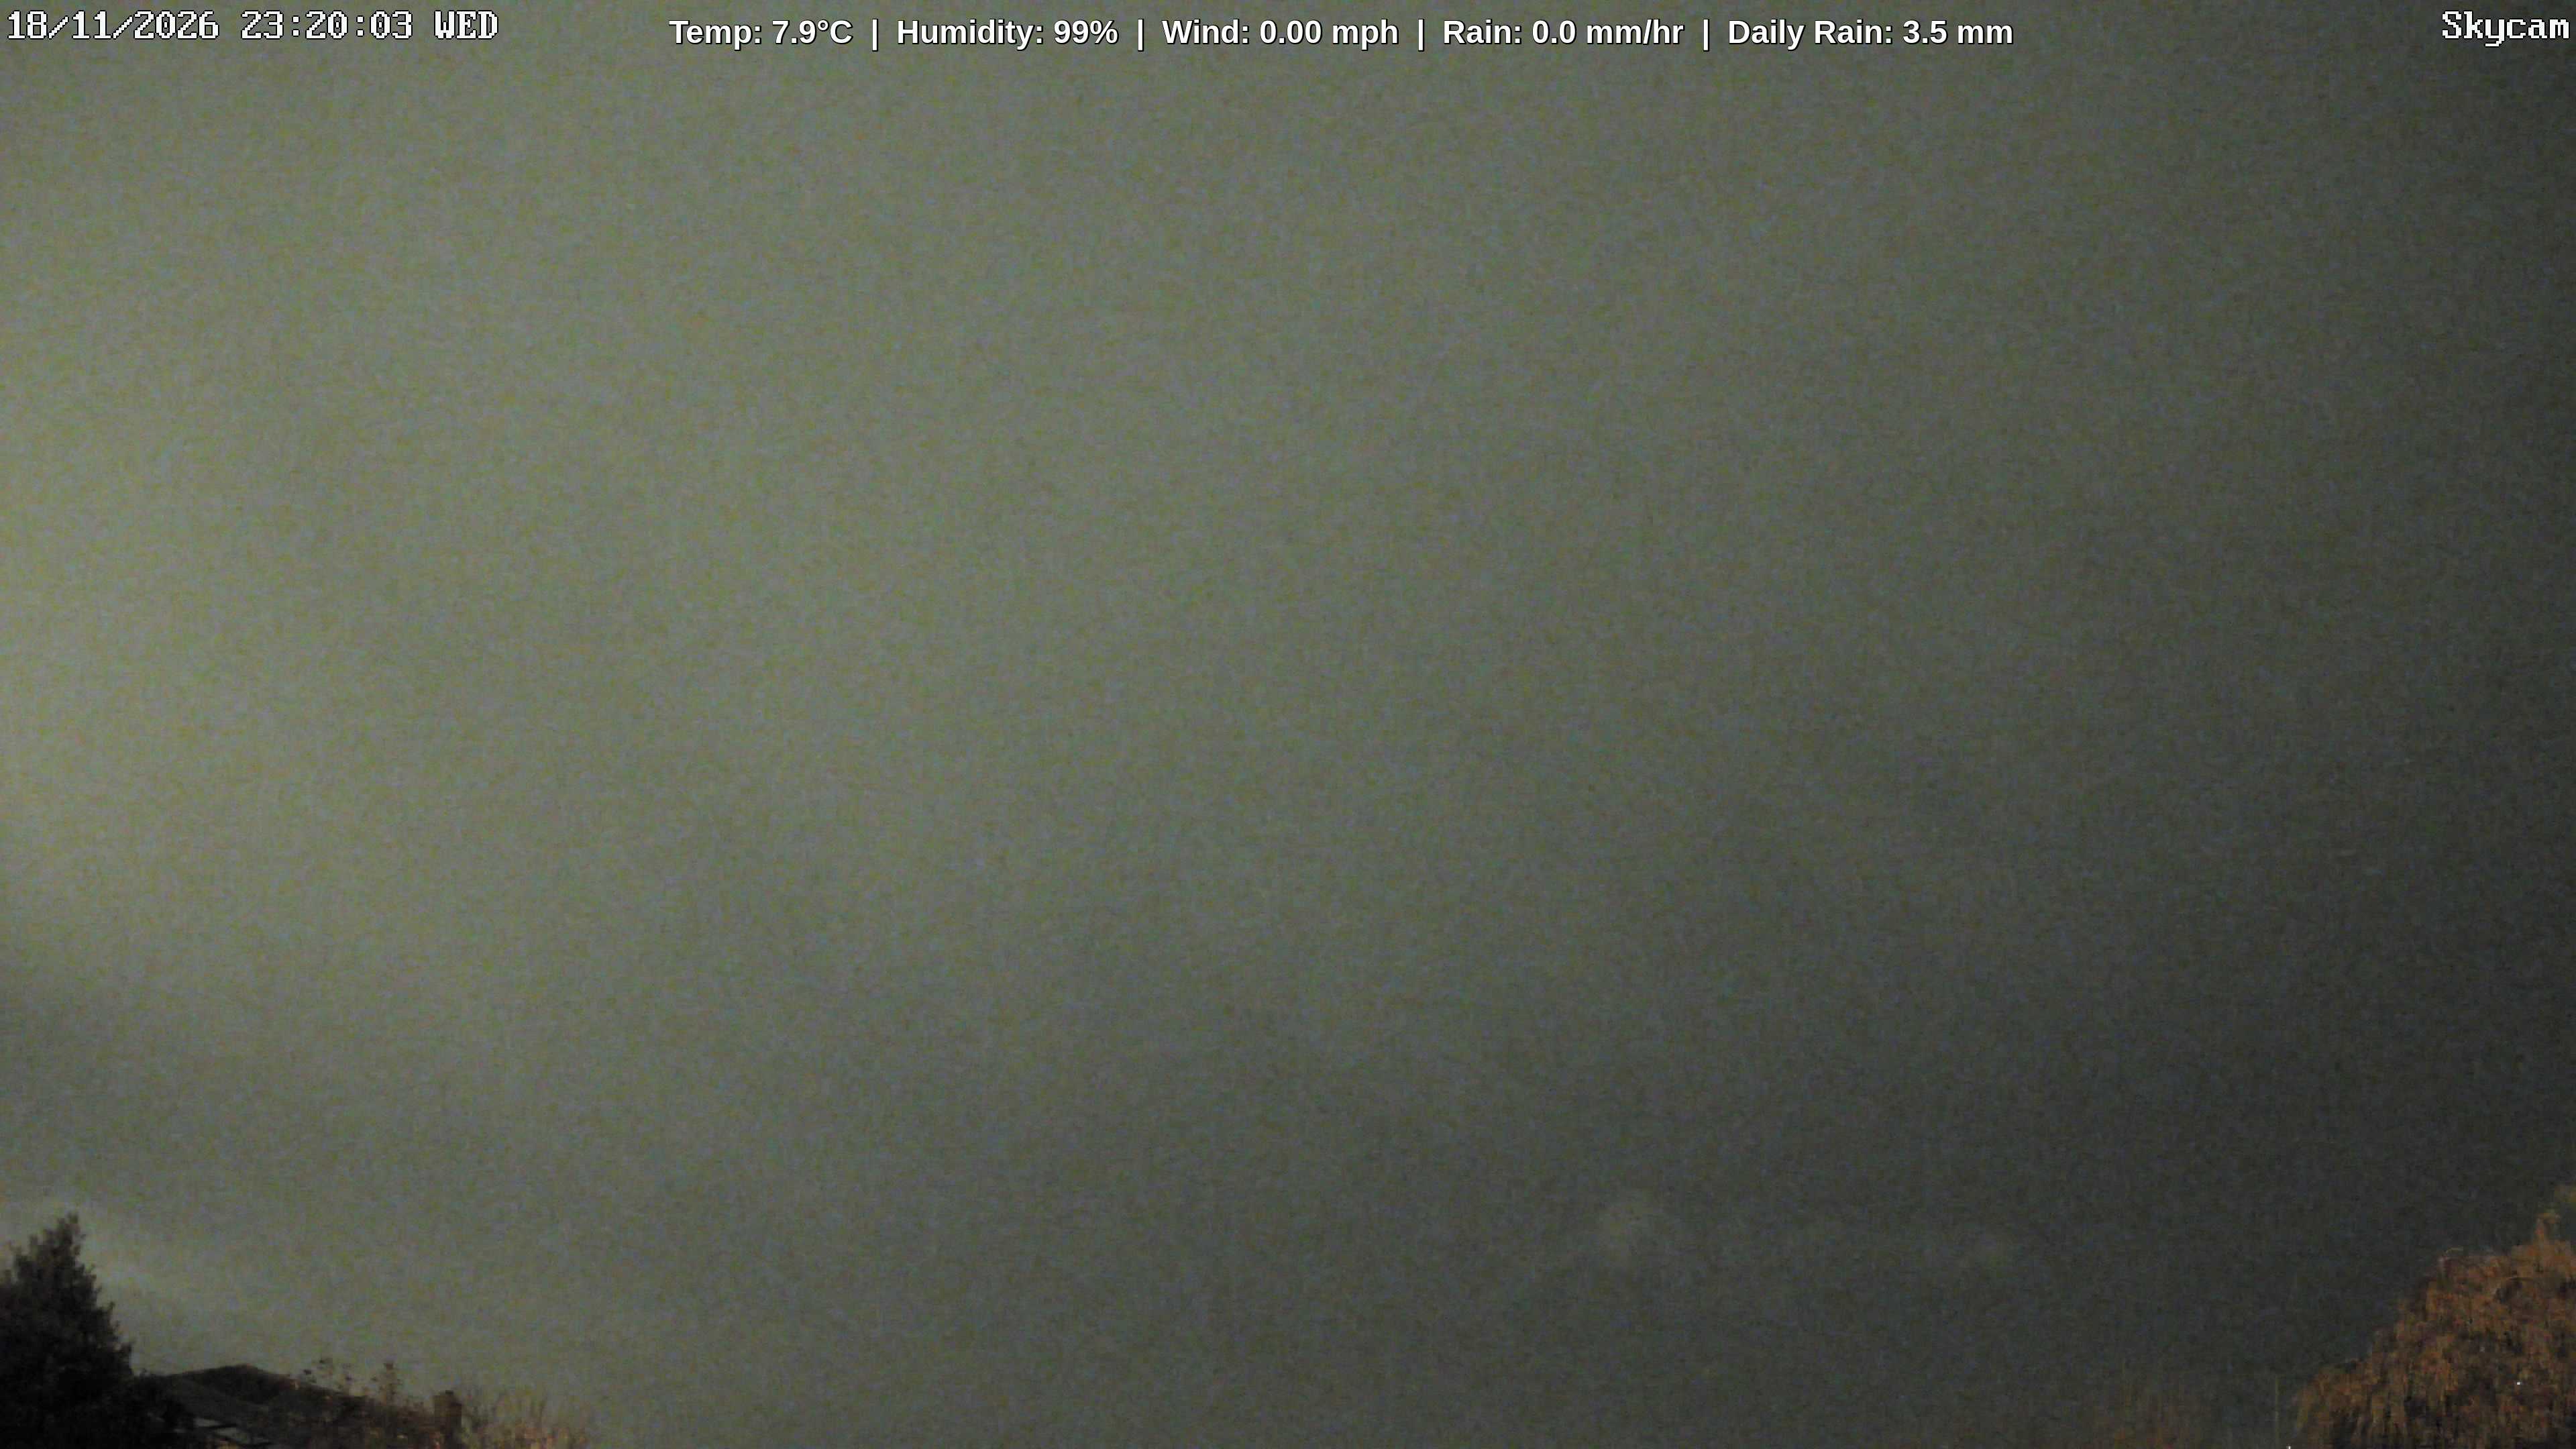 18/11/2026 23:20:03 WED
Temp: 7.9°C | Humidity: 99% | Wind: 0.00 mph | Rain: 0.0 mm/hr | Daily Rain: 3.5 mm
Skycam